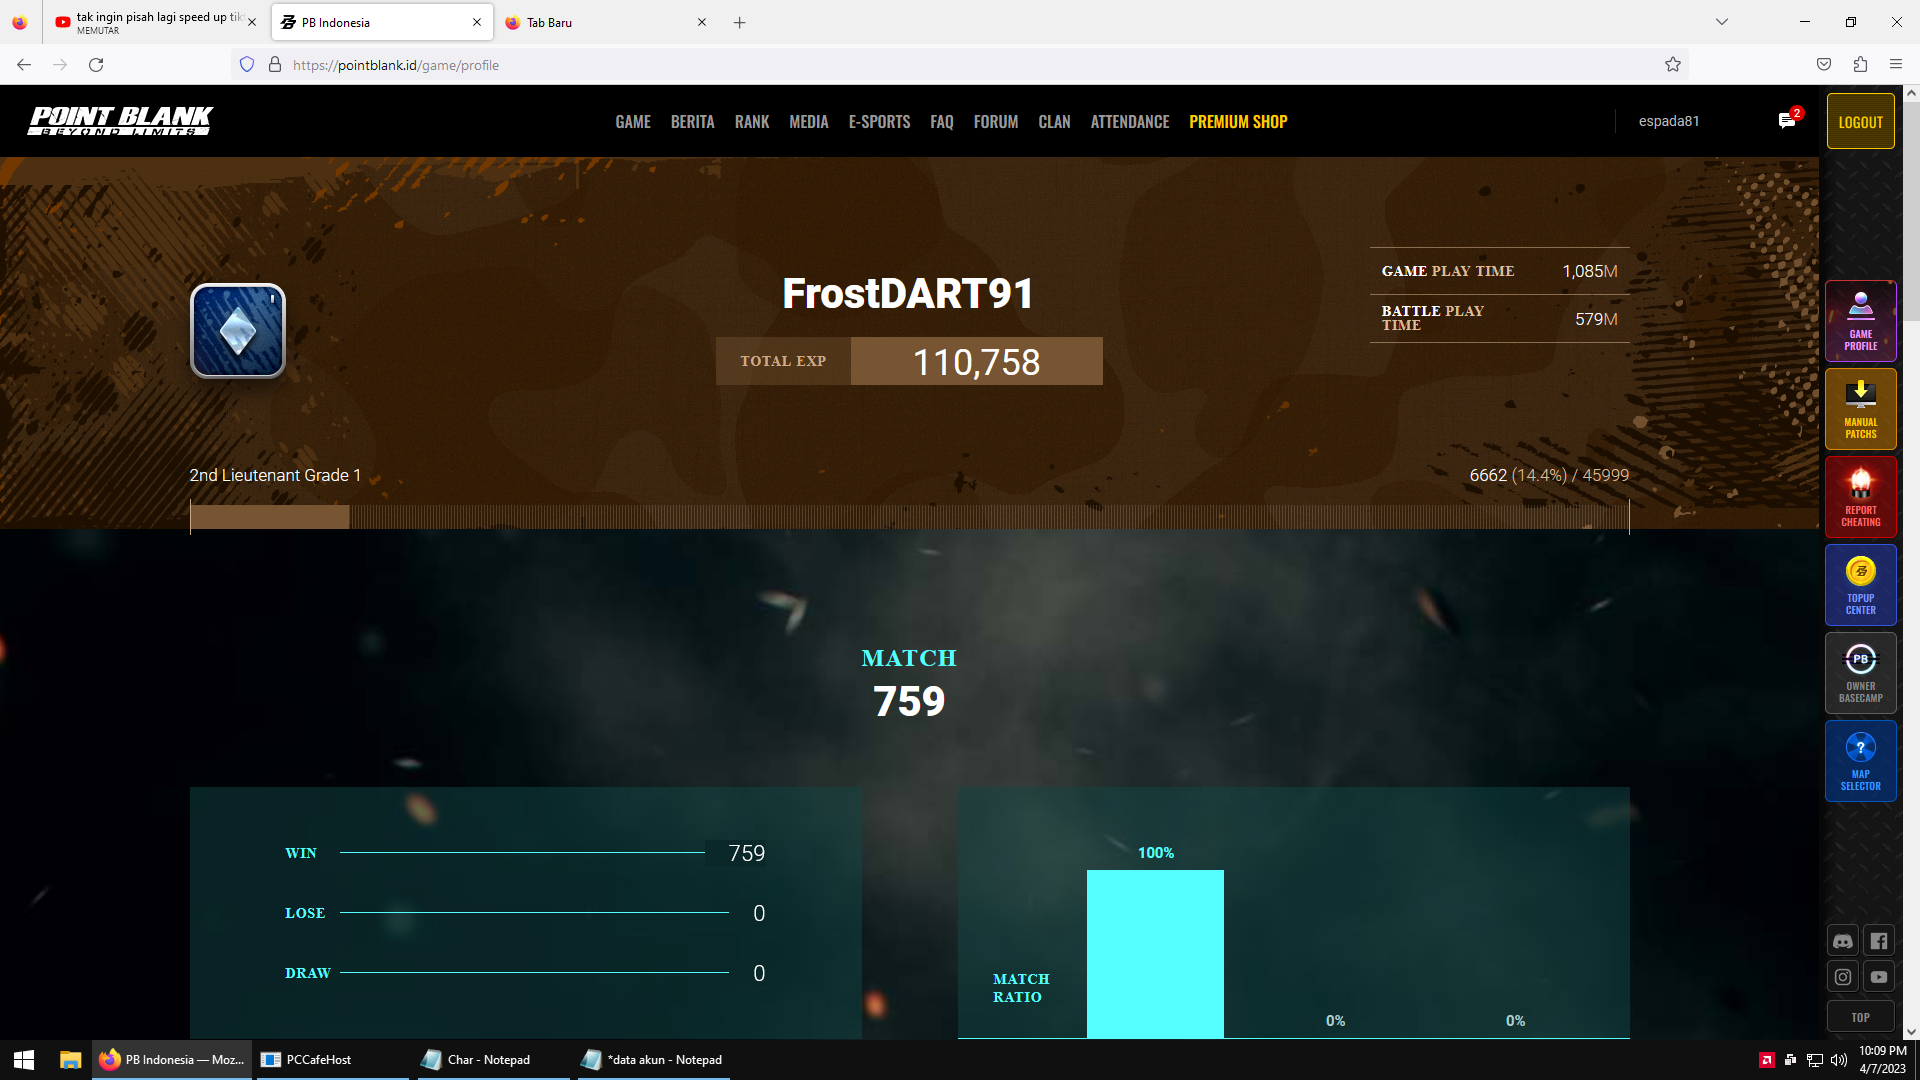 tak ingin pisah lagi speed up tik
MEMUTAR
PB Indonesia
Tab Baru
https://pointblank.id/game/profile
POINT BLANK
BEYOND LIMITS
GAME
BERITA
RANK
MEDIA
E-SPORTS
FAQ
FORUM
CLAN
ATTENDANCE
PREMIUM SHOP
espada81
2
LOGOUT
FrostDART91
TOTAL EXP
110,758
GAME PLAY TIME
1,085M
BATTLE PLAY
TIME
579M
2nd Lieutenant Grade 1
6662 (14.4%) / 45999
GAME
PROFILE
MANUAL
PATCHS
REPORT
CHEATING
TOPUP
CENTER
PB
OWNER
BASECAMP
?
MAP
SELECTOR
MATCH
759
WIN
759
LOSE
0
DRAW
0
100%
MATCH
RATIO
0%
0%
TOP
PB Indonesia — Moz...
PCCafeHost
Char - Notepad
*data akun - Notepad
10:09 PM
4/7/2023